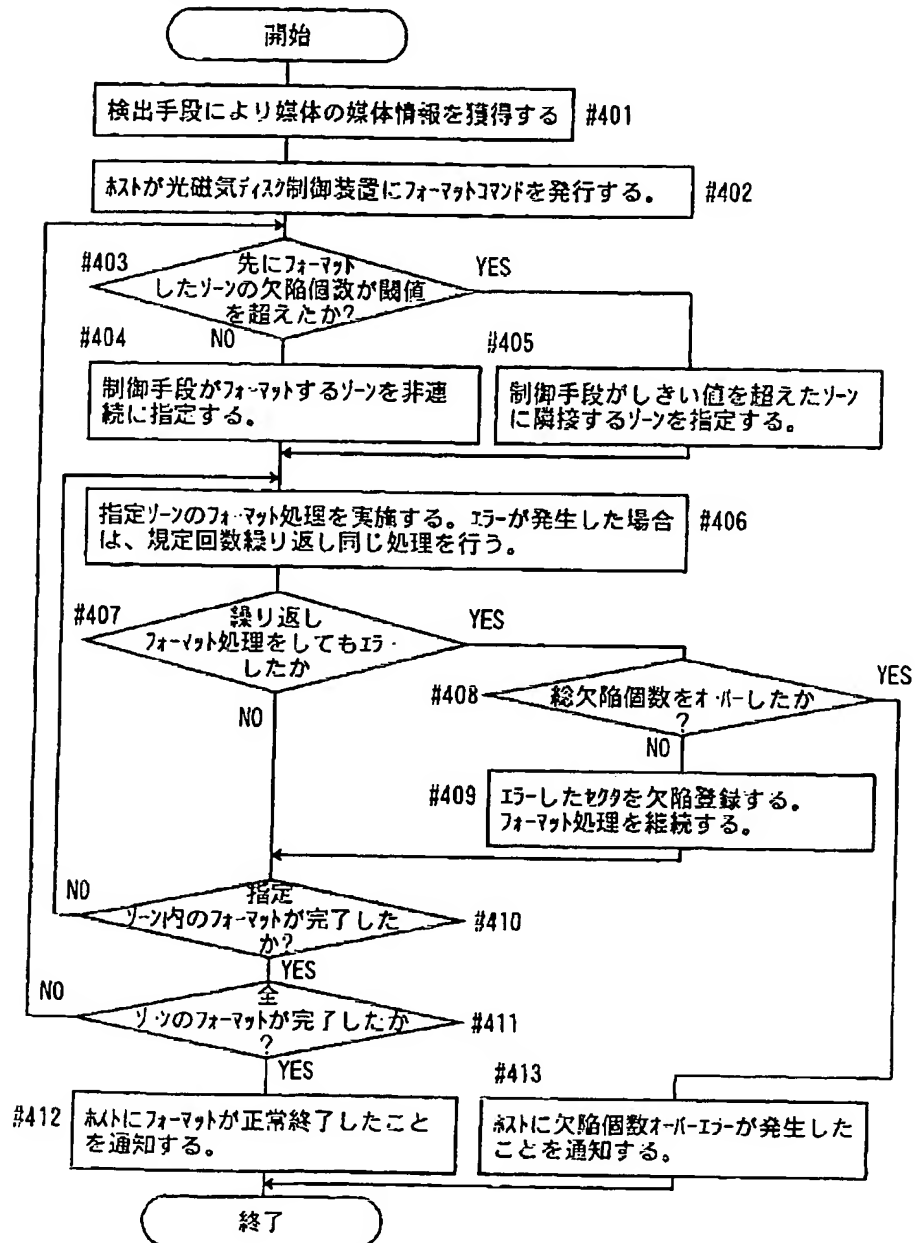 開始
検出手段により媒体の媒体情報を獲得する
#401
ホストが光磁気ディスク制御装置にフォーマットコマンドを発行する。
#402
#403
先にフォーマット
したゾーンの欠陥個数が閾値
を超えたか?
YES
NO
#404
制御手段がフォーマットするゾーンを非連
続に指定する。
#405
制御手段がしきい値を超えたゾーン
に隣接するゾーンを指定する。
指定ゾーンのフォーマット処理を実施する。エラーが発生した場合
は、規定回数繰り返し同じ処理を行う。
#406
#407
繰り返し
フォーマット処理をしてもエラー
したか
YES
NO
#408
総欠陥個数をオーバーしたか
?
YES
NO
#409
エラーしたセクタを欠陥登録する。
フォーマット処理を継続する。
NO
指定
ゾーン内のフォーマットが完了した
か?
#410
YES
NO
全
ゾーンのフォーマットが完了したか
?
#411
YES
#412
ホストにフォーマットが正常終了したこと
を通知する。
#413
ホストに欠陥個数オーバーエラーが発生した
ことを通知する。
終了